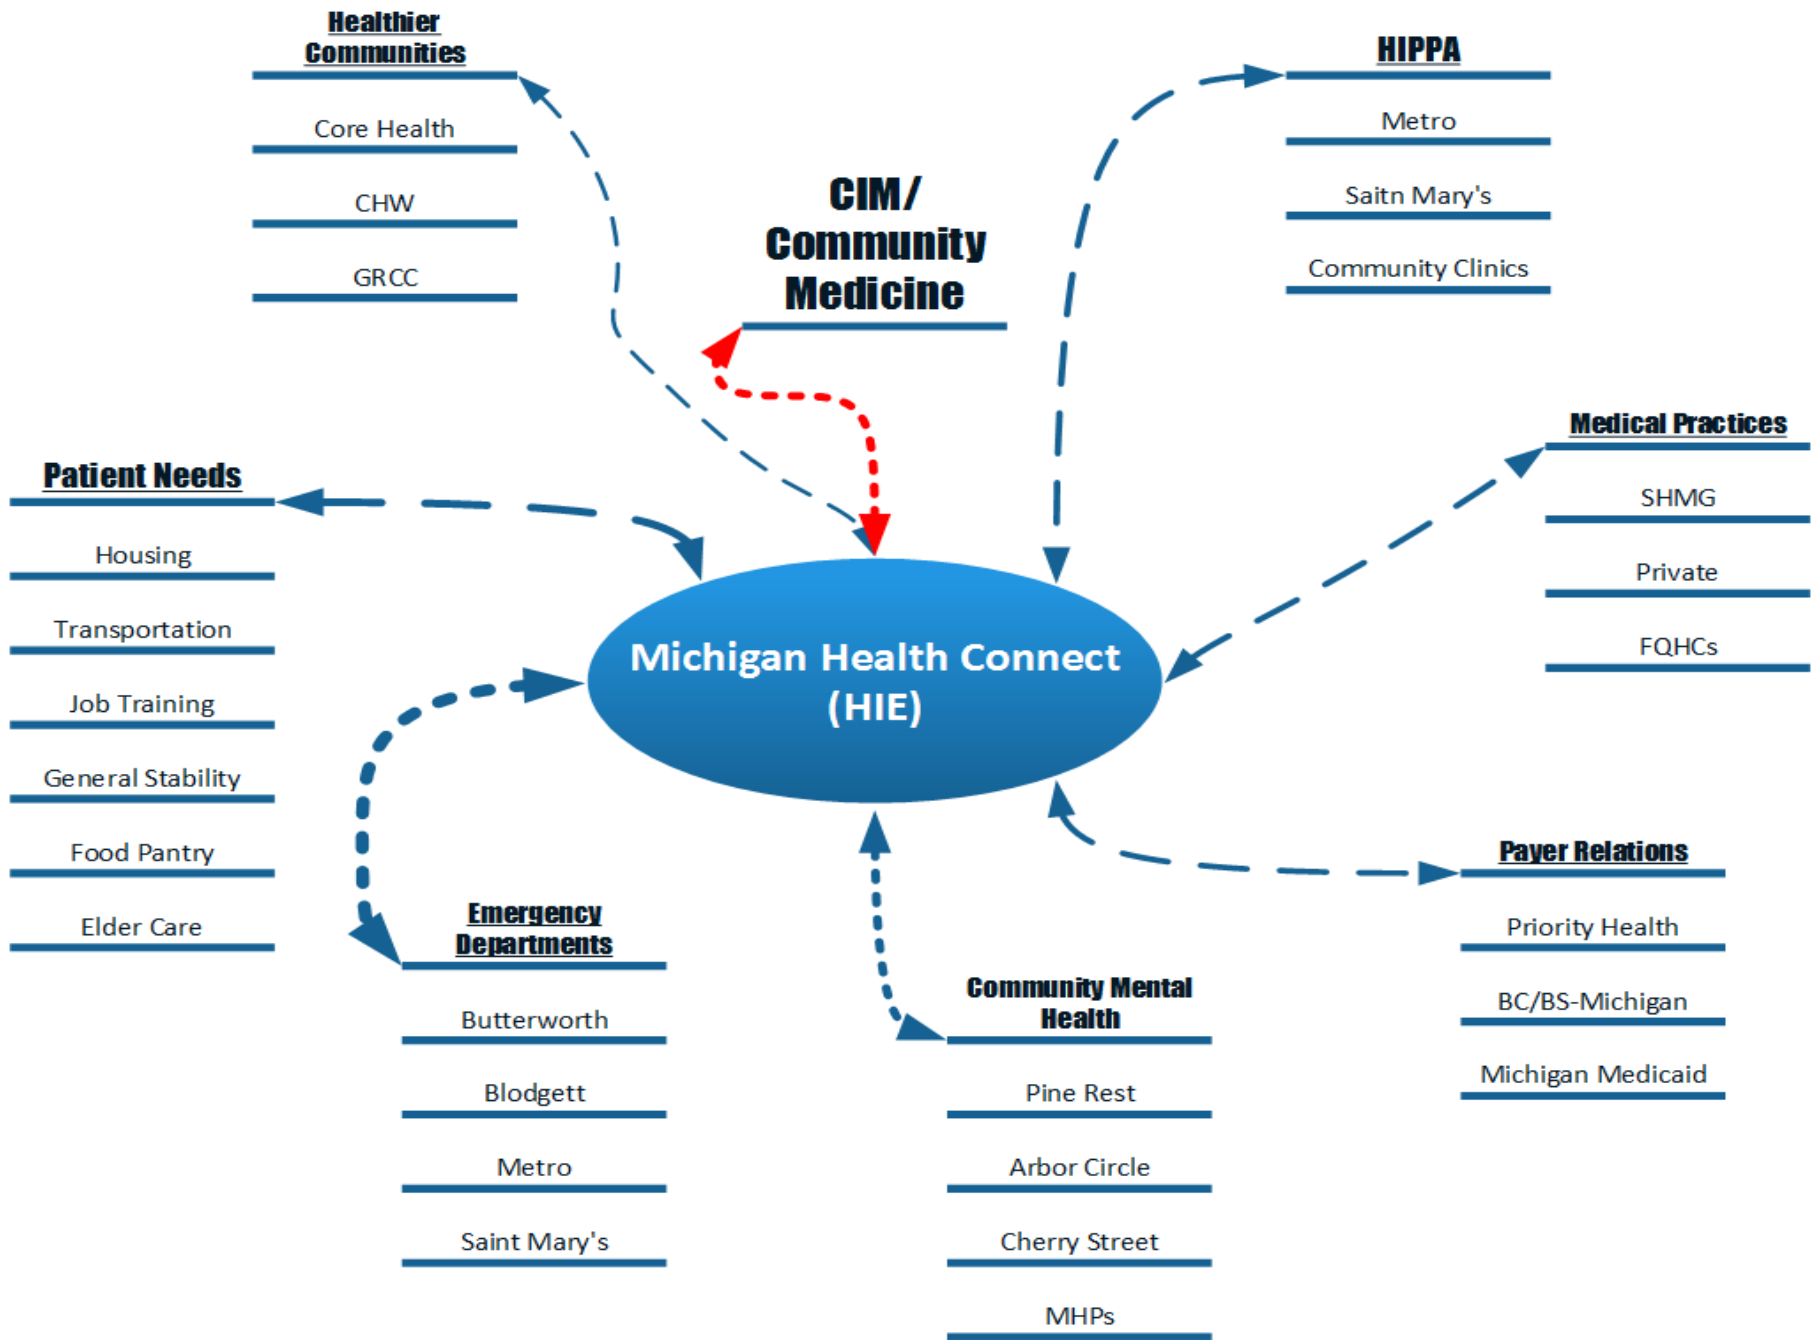 Healthier
Communities
Core Health
CHW
GRCC
CIM/
Community
Medicine
HIPPA
Metro
Saitn Mary's
Community Clinics
Medical Practices
SHMG
Private
FQHCs
Patient Needs
Housing
Transportation
Job Training
General Stability
Food Pantry
Elder Care
Michigan Health Connect
(HIE)
Emergency
Departments
Butterworth
Blodgett
Metro
Saint Mary's
Community Mental
Health
Pine Rest
Arbor Circle
Cherry Street
MHPs
Payer Relations
Priority Health
BC/BS-Michigan
Michigan Medicaid